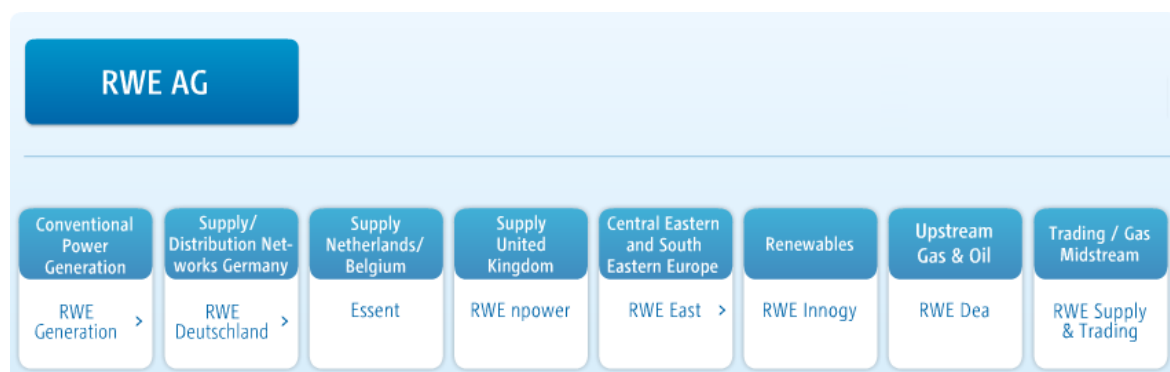 RWE AG
Conventional
Power
Generation
RWE
Generation >
Supply/
Distribution Net-
works Germany
RWE
Deutschland >
Supply
Netherlands/
Belgium
Essent
Supply
United
Kingdom
RWE npower
Central Eastern
and South
Eastern Europe
RWE East >
Renewables
RWE Innogy
Upstream
Gas & Oil
RWE Dea
Trading / Gas
Midstream
RWE Supply
& Trading